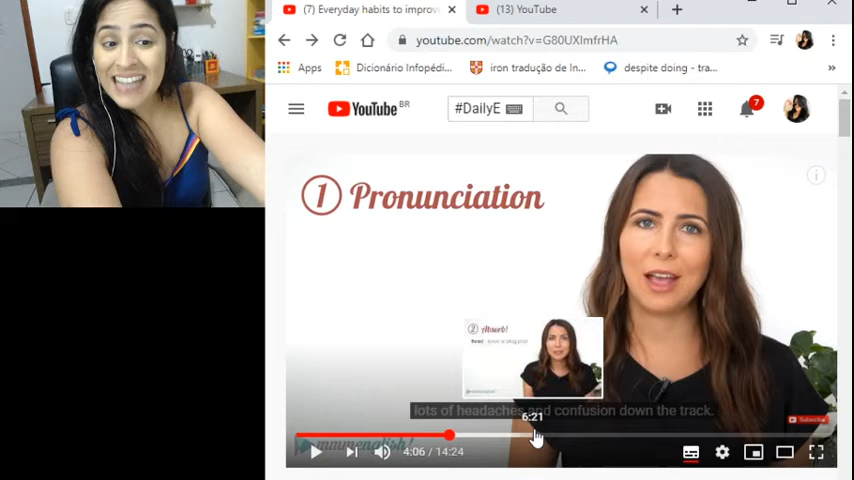 (7) Everyday habits to improv
(13) YouTube
youtube.com/watch?v=G80UXImfrHA
Apps
Dicionário Infopédi...
iron tradução de In...
despite doing - tra...
»
YouTube BR
#DailyE
7
1 Pronunciation
2 Absorb!
lots of headaches and confusion down the track.
6:21
Subscribe
mmmenglish!
4:06 / 14:24